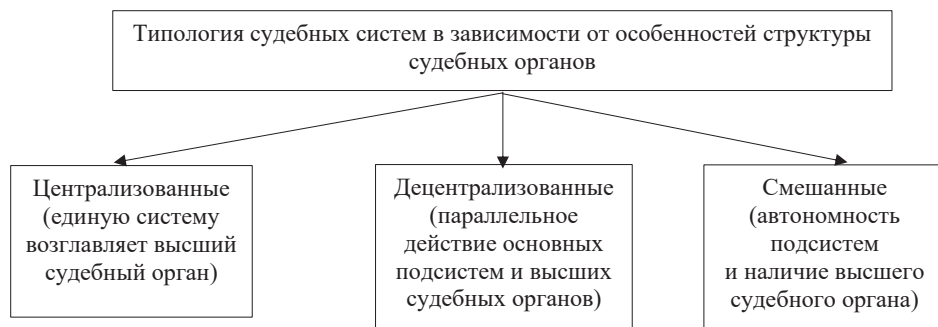 Типология судебных систем в зависимости от особенностей структуры
судебных органов
Централизованные
(единую систему
возглавляет высший
судебный орган)
Децентрализованные
(параллельное
действие основных
подсистем и высших
судебных органов)
Смешанные
(автономность
подсистем
и наличие высшего
судебного органа)